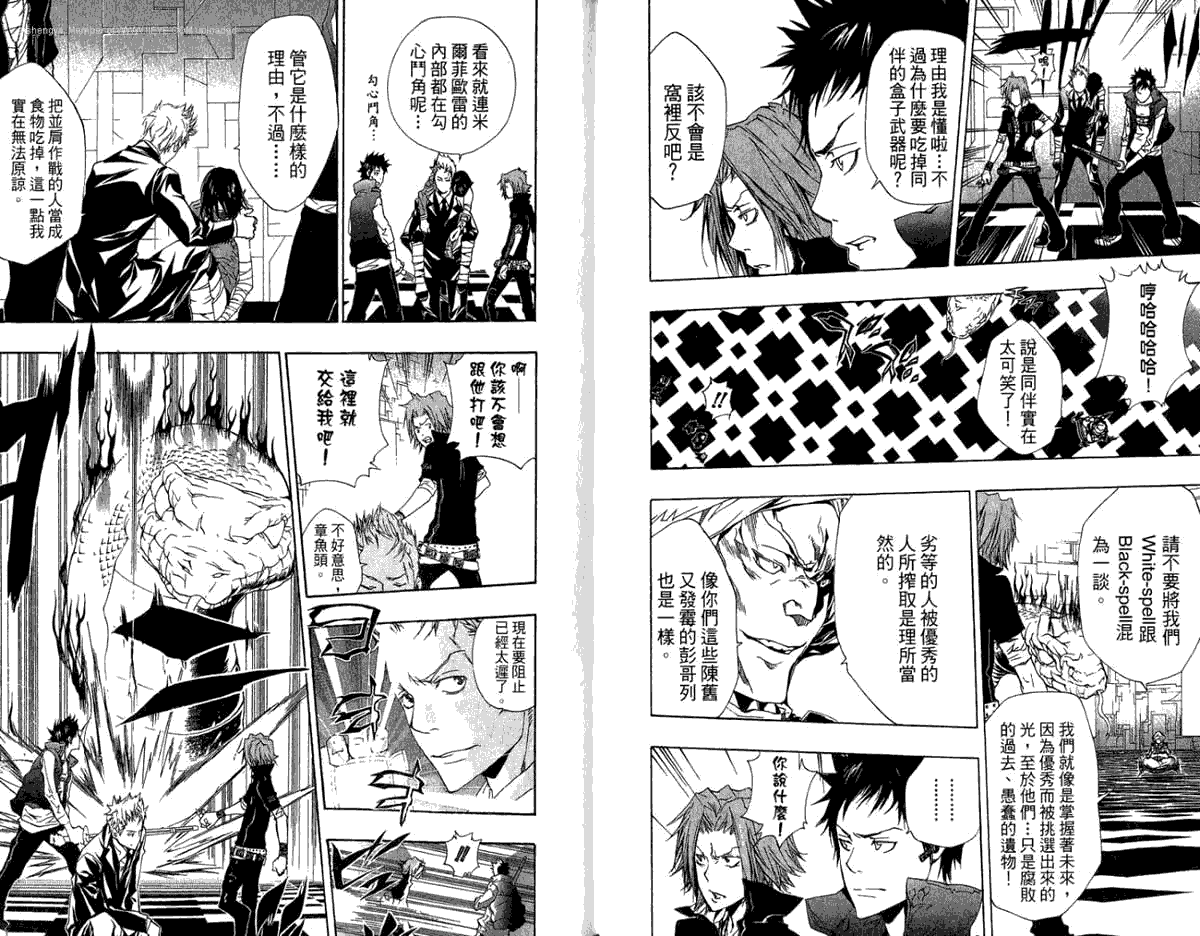 嗚!
理由我是懂啦…不
過為什麼要吃掉同
伴的盒子武器呢?
該不會是
窩裡反吧?
哼哈哈哈哈!
說是同伴實在
太可笑了!
!!
請不要將我們
White-spell跟
Black-spell混
為一談。
我們就像是掌握著未來,
因為優秀而被挑選出來的
光,至於他們…只是腐敗
的過去、愚蠢的遺物!
劣等的人被優秀的
人所搾取是理所當
然的。
像你們這些陳舊
又發霉的彭哥列
也是一樣。
………
你說什麼!
看來就連米
爾菲歐雷的
內部都在勾
心鬥角呢…
勾心鬥角…
管它是什麼樣的
理由,不過……
把並肩作戰的人當成
食物吃掉,這一點我
實在無法原諒。
啊…
你該不會想
跟他打吧!
這裡就
交給我吧!
不好意思,
章魚頭。
現在要阻止
已經太遲了。
!!